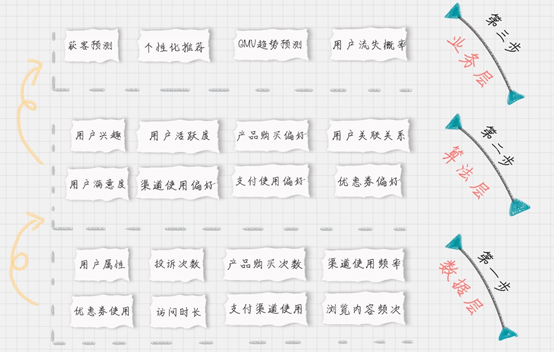 获客预测 个性化推荐 GMV趋势预测 用户流失概率
第三步
业务层
用户兴趣 用户活跃度 产品购买偏好 用户关联关系
用户满意度 渠道使用偏好 支付使用偏好 优惠券偏好
第二步
算法层
用户属性 投诉次数 产品购买次数 渠道使用频率
优惠券使用 访问时长 支付渠道使用 浏览内容频次
第一步
数据层